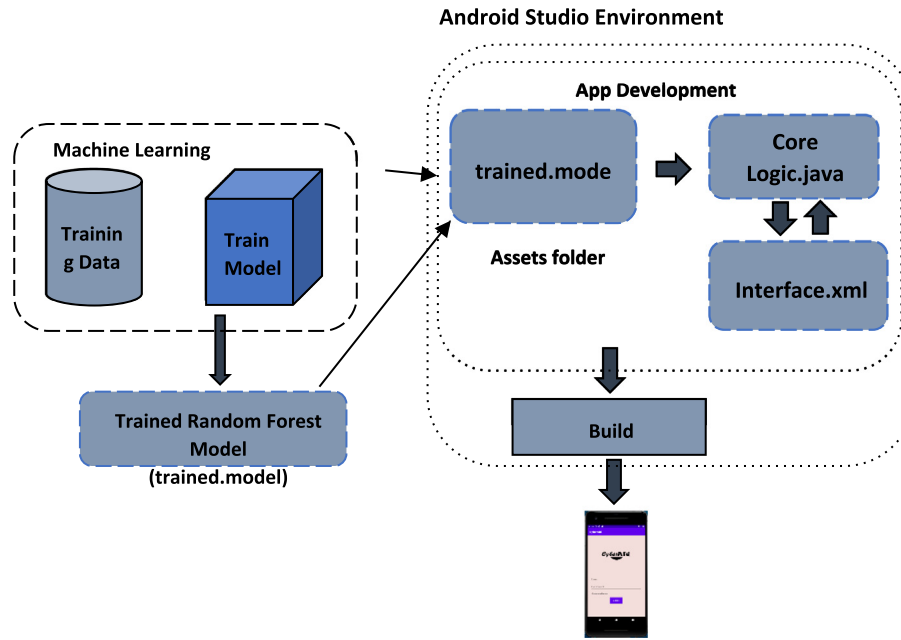 Android Studio Environment
App Development
Machine Learning
Trainin
g Data
Train
Model
trained.mode
Core
Logic.java
Assets folder
Interface.xml
Trained Random Forest
Model
(trained.model)
Build